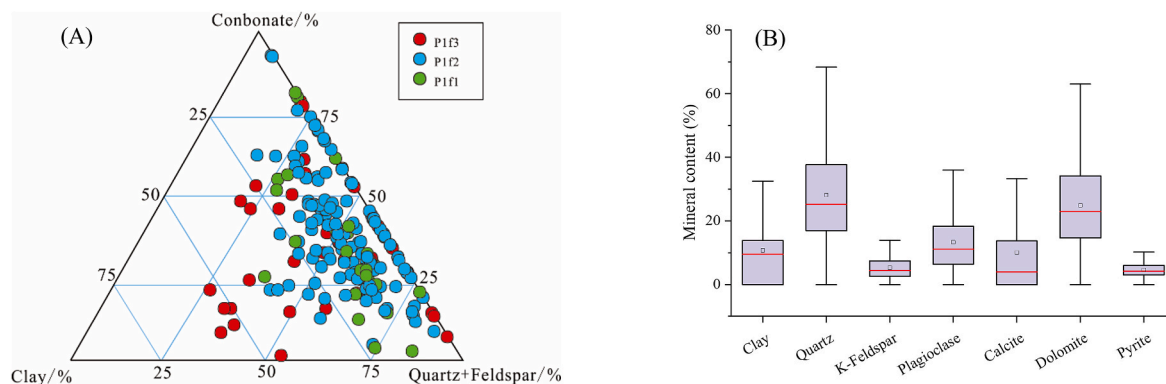 (A)
Conbonate/%
P1f3
P1f2
P1f1
25
75
50
50
75
25
Clay/%
25
50
75
Quartz+Feldspar/%
(B)
Mineral content (%)
80
60
40
20
0
Clay
Quartz
K-Feldspar
Plagioclase
Calcite
Dolomite
Pyrite